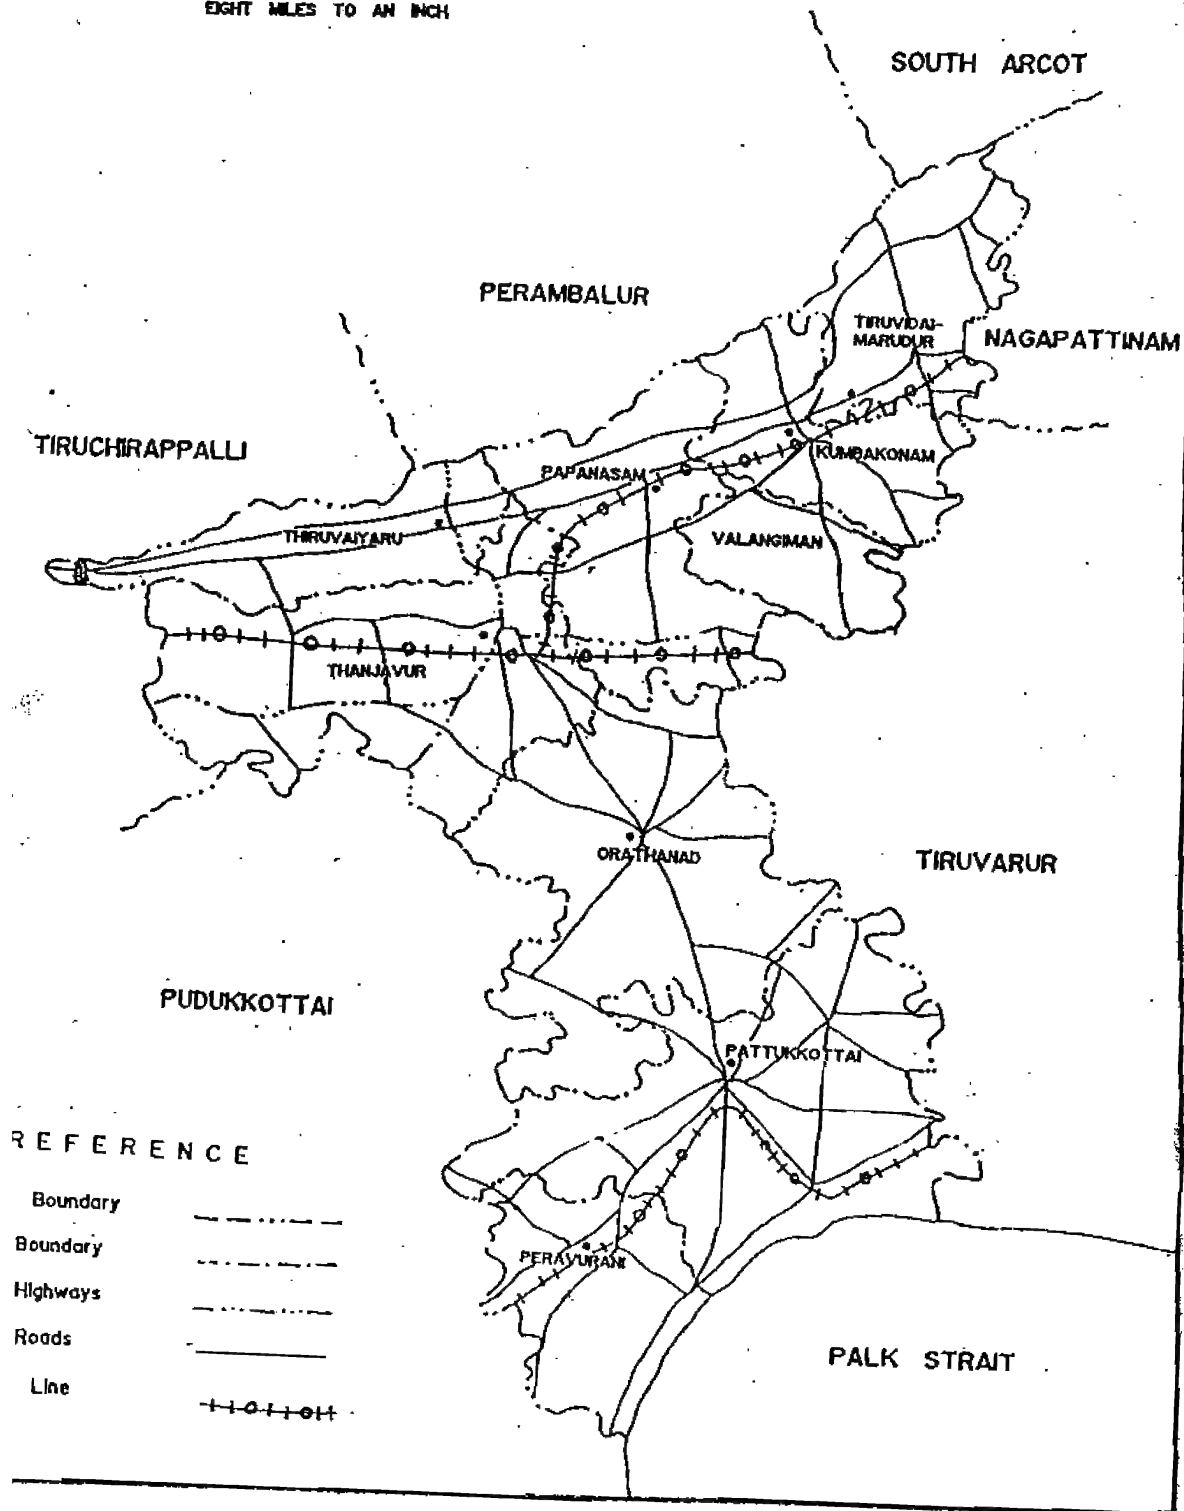 EIGHT MILES TO AN INCH
SOUTH ARCOT
PERAMBALUR
TIRUVIDAI-
MARUDUR
NAGAPATTINAM
TIRUCHIRAPPALLI
KUMBAKONAM
PAPANASAM
THIRUVAIYARU
VALANGIMAN
THANJAVUR
ORATHANAD
TIRUVARUR
PUDUKKOTTAI
PATTUKKOTTAI
REFERENCE
Boundary
Boundary
Highways
Roads
Line
PERAVURANI
PALK STRAIT